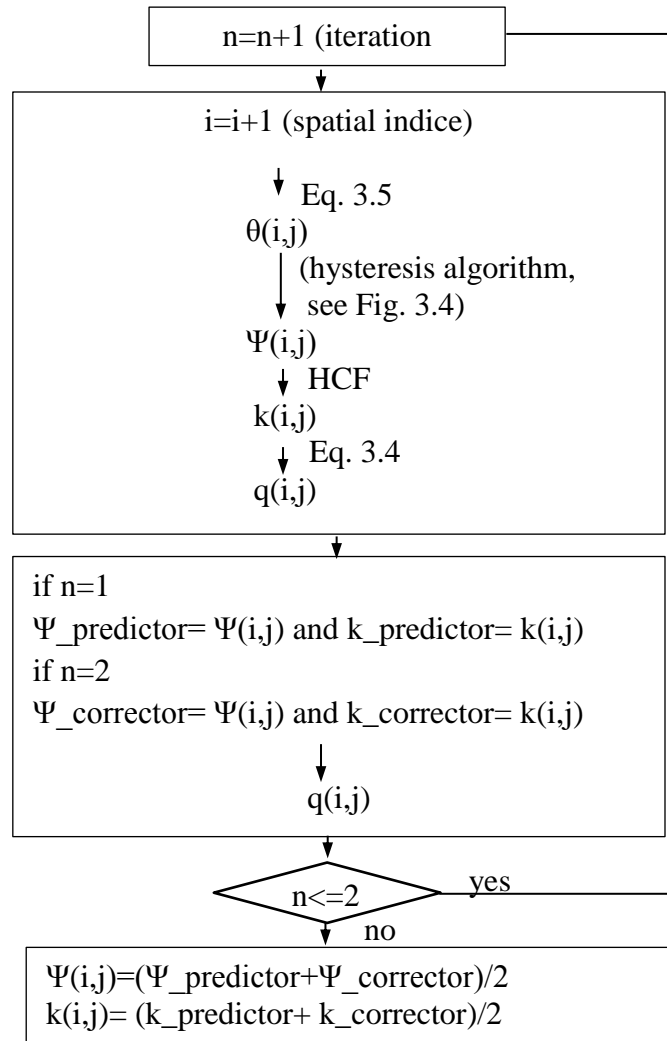 n=n+1 (iteration
i=i+1 (spatial indice)
Eq. 3.5
θ(i,j)
(hysteresis algorithm,
see Fig. 3.4)
Ψ(i,j)
HCF
k(i,j)
Eq. 3.4
q(i,j)
if n=1
Ψ_predictor= Ψ(i,j) and k_predictor= k(i,j)
if n=2
Ψ_corrector= Ψ(i,j) and k_corrector= k(i,j)
q(i,j)
n<=2
yes
no
Ψ(i,j)=(Ψ_predictor+Ψ_corrector)/2
k(i,j)= (k_predictor+ k_corrector)/2